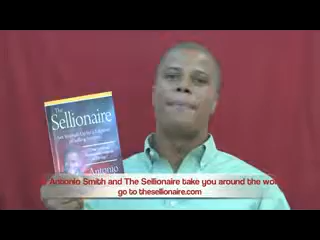 The
Sellionaire
Antonio
Antonio Smith and The Sellionaire take you around the wo
go to thesellionaire.com